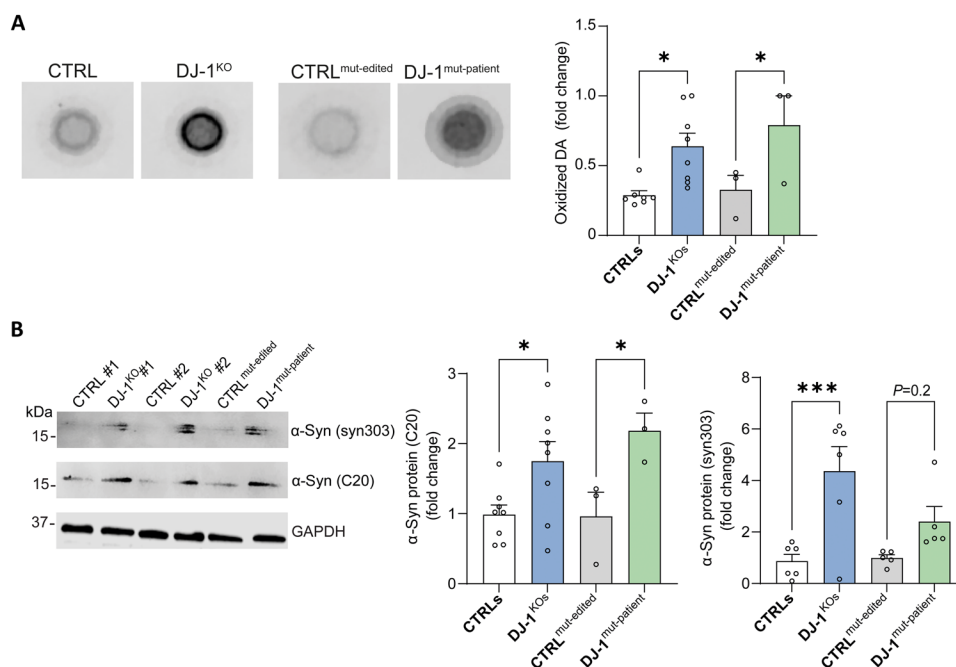 A
CTRL DJ-1KO CTRLmut-edited DJ-1mut-patient
Oxidized DA (fold change)
1.5
1.0
0.5
0
* *
CTRLs DJ-1KOs CTRLmut-edited DJ-1mut-patient
B
CTRL #1 DJ-1KO#1 CTRL #2 DJ-1KO #2 CTRLmut-edited DJ-1mut-patient
kDa
15- α-Syn (syn303)
15- α-Syn (C20)
37- GAPDH
α-Syn protein (C20)
(fold change)
3
2
1
0
* *
CTRLs DJ-1KOs CTRLmut-edited DJ-1mut-patient
α-Syn protein (syn303)
(fold change)
8
6
4
2
0
*** P=0.2
CTRLs DJ-1KOs CTRLmut-edited DJ-1mut-patient